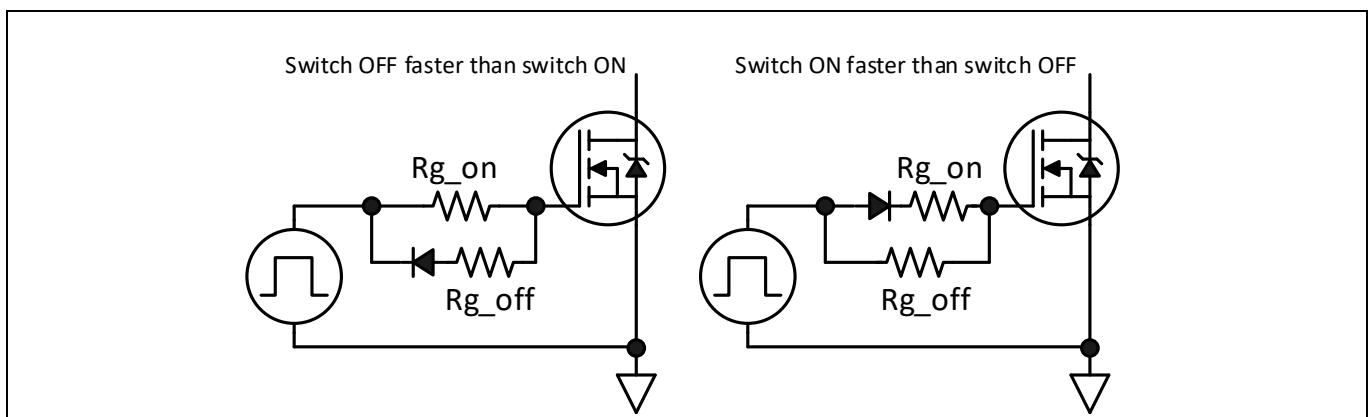 Switch OFF faster than switch ON
Switch ON faster than switch OFF
Rg_on
Rg_off
Rg_on
Rg_off